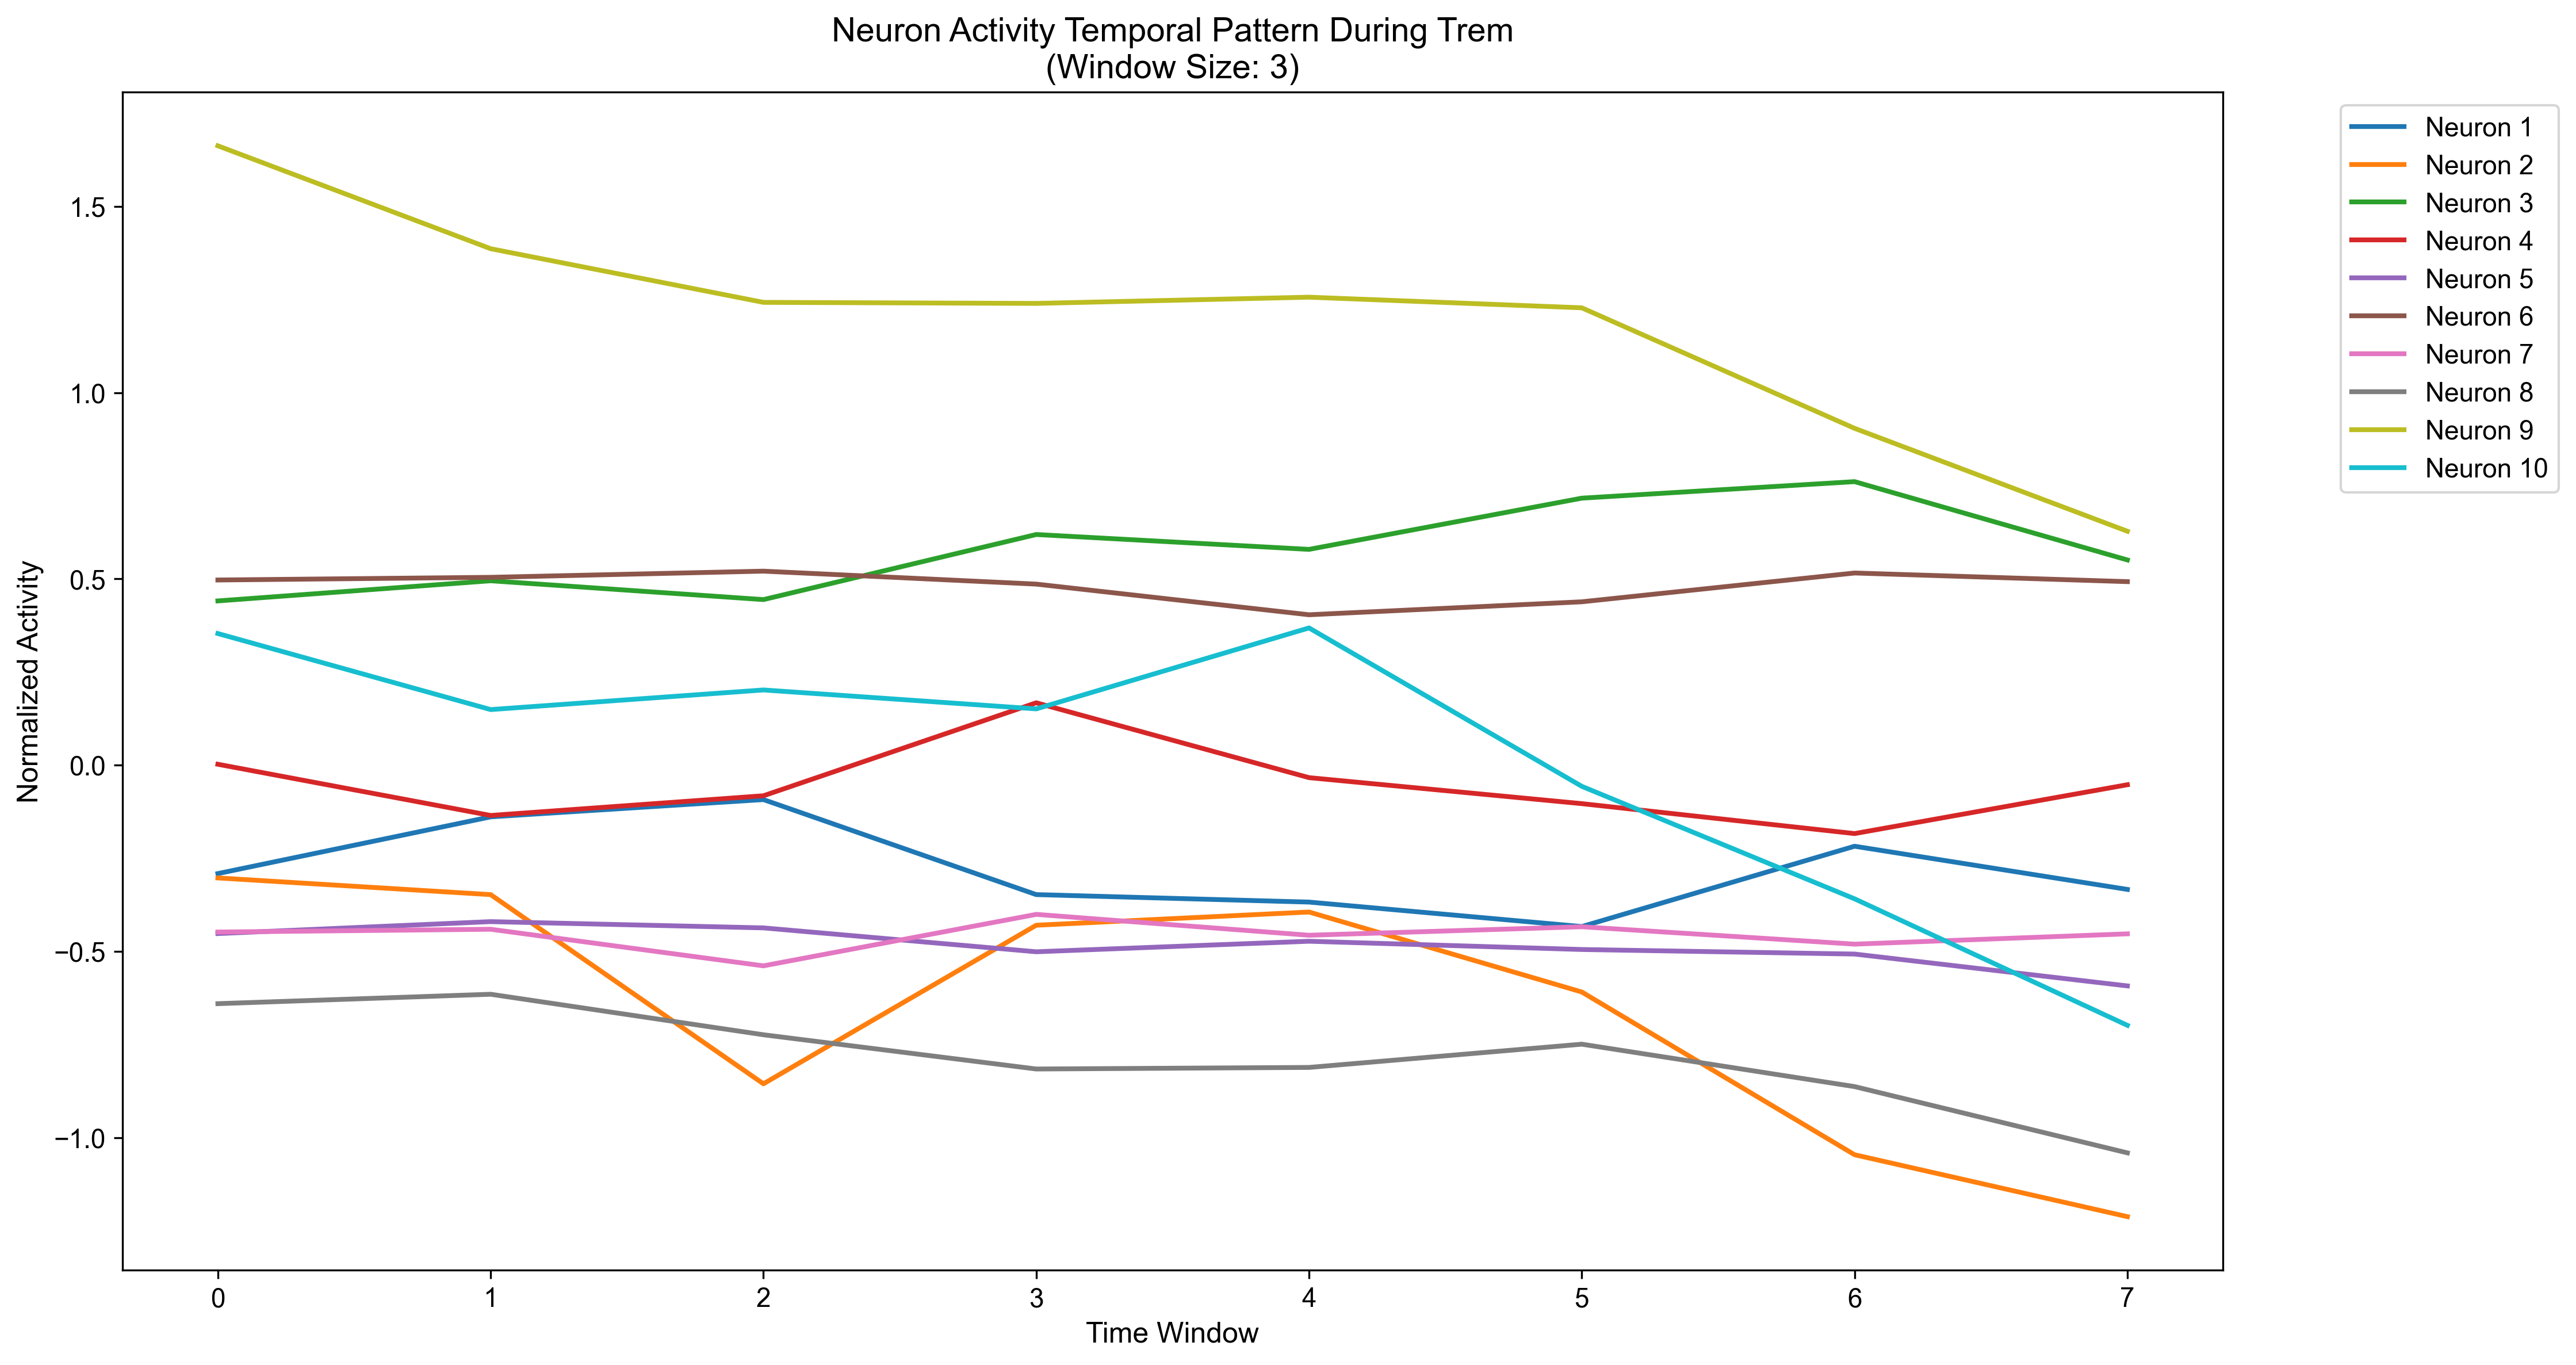 Neuron Activity Temporal Pattern During Trem
(Window Size: 3)
Normalized Activity
1.5
1.0
0.5
0.0
−0.5
−1.0
0 1 2 3 4 5 6 7
Time Window
Neuron 1
Neuron 2
Neuron 3
Neuron 4
Neuron 5
Neuron 6
Neuron 7
Neuron 8
Neuron 9
Neuron 10